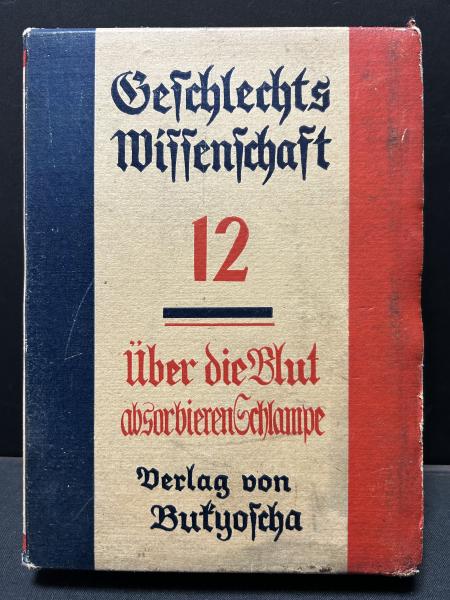 Geſchlechts
Wiſſenſchaft
12
Über die Blut
absorbieren Schlampe
Verlag von
Bukyoſcha